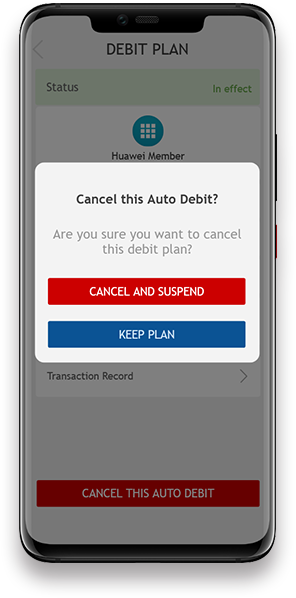 DEBIT PLAN
Status In effect
Huawei Member
Cancel this Auto Debit?
Are you sure you want to cancel
this debit plan?
CANCEL AND SUSPEND
KEEP PLAN
Transaction Record
CANCEL THIS AUTO DEBIT